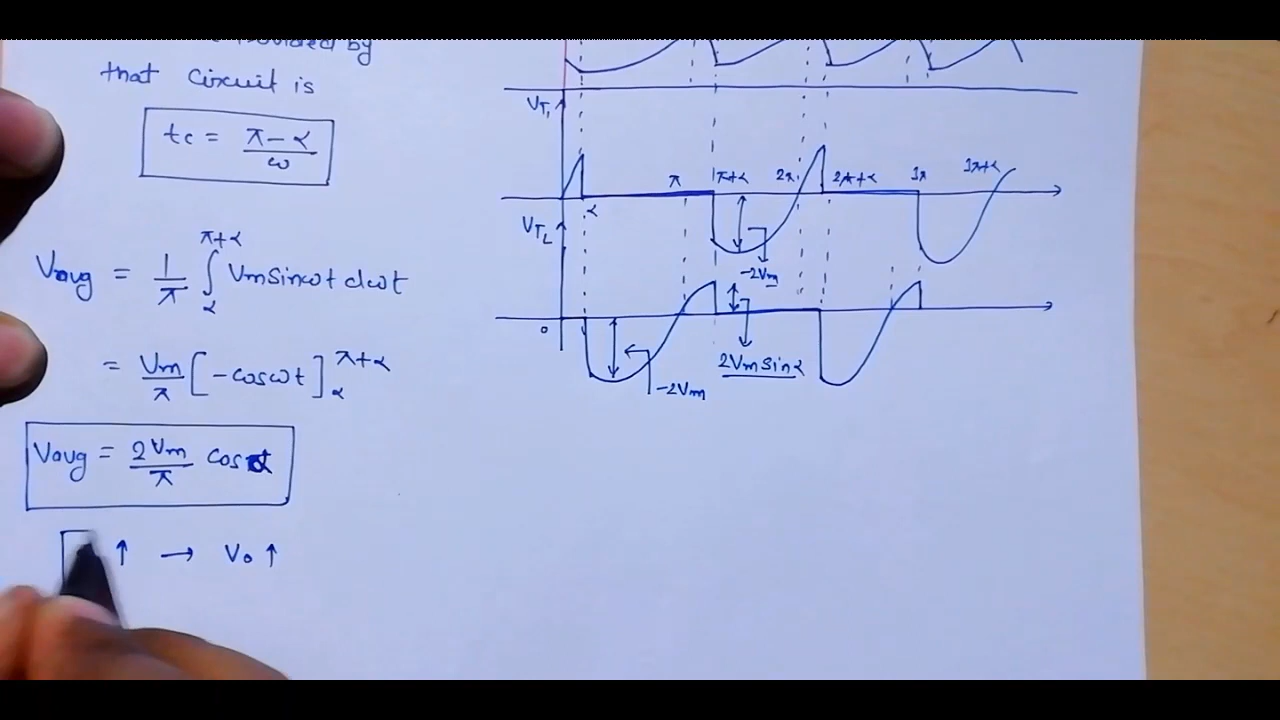 by
that circuit is
tc = π-α/ω
Vavg = 1/π ∫ π+α α Vm sinωt dωt
= Vm/π [-cosωt] π+α α
Vavg = 2Vm/π cosα
↑ → Vo ↑
VT1
α π π+α 2π 2π+α 3π 3π+α
-2Vm
VT2
0
2Vm sinα
-2Vm